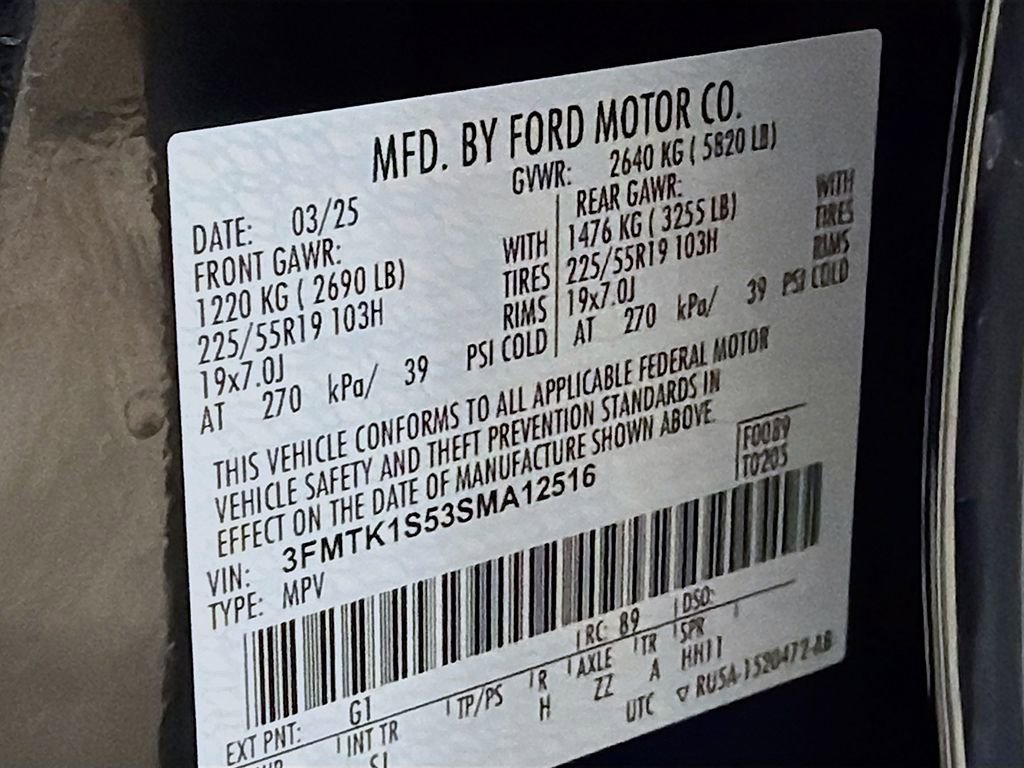 MFD. BY FORD MOTOR CO.
DATE: 03/25 GVWR: 2640 KG ( 5820 LB)
FRONT GAWR: REAR GAWR:
1220 KG ( 2690 LB) WITH 1476 KG ( 3255 LB) WITH
225/55R19 103H TIRES 225/55R19 103H TIRES
19x7.0J RIMS 19x7.0J RIMS
AT 270 kPa/ 39 PSI COLD AT 270 kPa/ 39 PSI COLD
THIS VEHICLE CONFORMS TO ALL APPLICABLE FEDERAL MOTOR
VEHICLE SAFETY AND THEFT PREVENTION STANDARDS IN
EFFECT ON THE DATE OF MANUFACTURE SHOWN ABOVE.
VIN: 3FMTK1S53SMA12516 F0089
TYPE: MPV T0203
EXT PNT: G1 RC: 89 DSO:
INT TR TP/PS R AXLE TR SPR
SJ H ZZ A HH11
UTC ▽ RU5A-1520472-AB